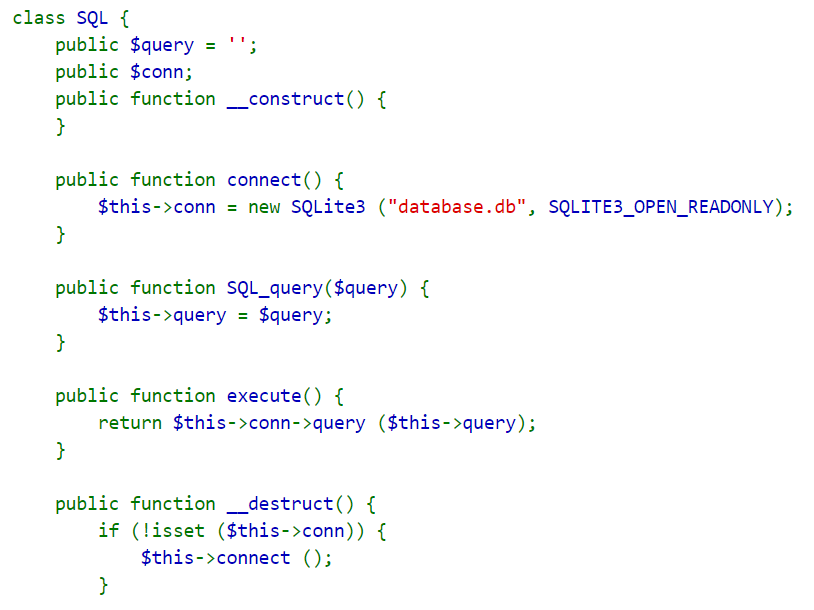 class SQL {
    public $query = '';
    public $conn;
    public function __construct() {
    }

    public function connect() {
        $this->conn = new SQLite3 ("database.db", SQLITE3_OPEN_READONLY);
    }

    public function SQL_query($query) {
        $this->query = $query;
    }

    public function execute() {
        return $this->conn->query ($this->query);
    }

    public function __destruct() {
        if (!isset ($this->conn)) {
            $this->connect ();
        }